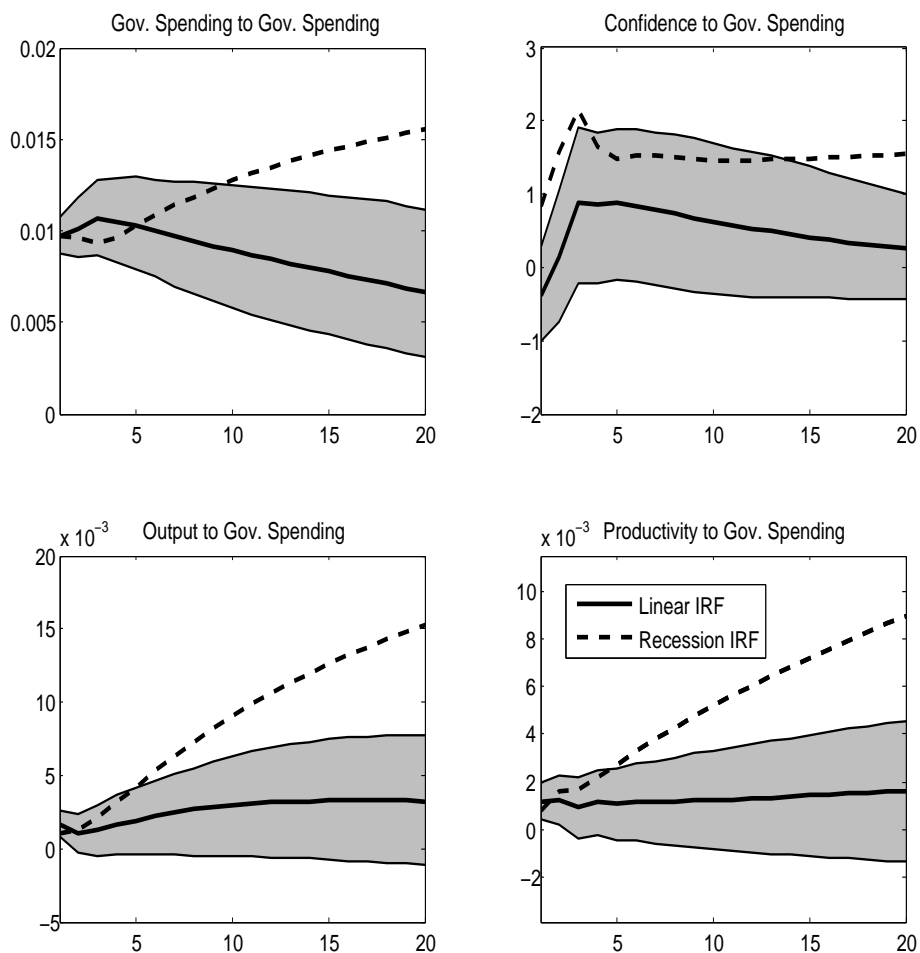 Gov. Spending to Gov. Spending
0.02
0.015
0.01
0.005
0
5 10 15 20
Confidence to Gov. Spending
3
2
1
0
−1
−2
5 10 15 20
Output to Gov. Spending
x 10⁻³
20
15
10
5
0
−5
5 10 15 20
Productivity to Gov. Spending
x 10⁻³
10
8
6
4
2
0
−2
5 10 15 20
Linear IRF
Recession IRF